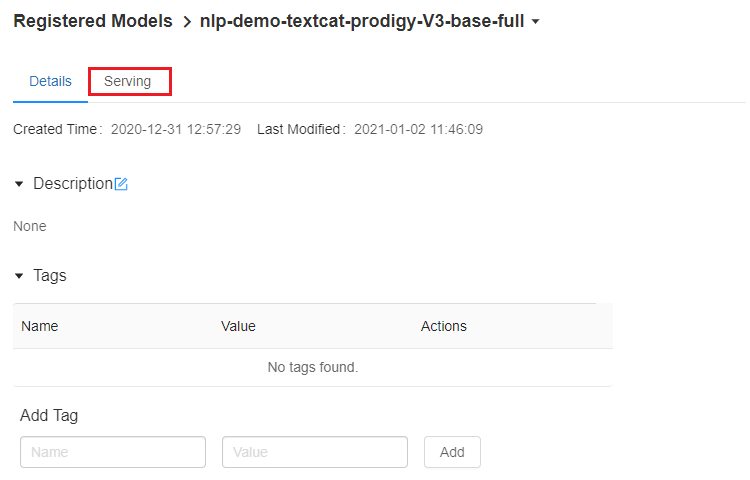 Registered Models > nlp-demo-textcat-prodigy-V3-base-full
Details Serving
Created Time: 2020-12-31 12:57:29 Last Modified: 2021-01-02 11:46:09
Description
None
Tags
Name Value Actions
No tags found.
Add Tag
Name Value Add